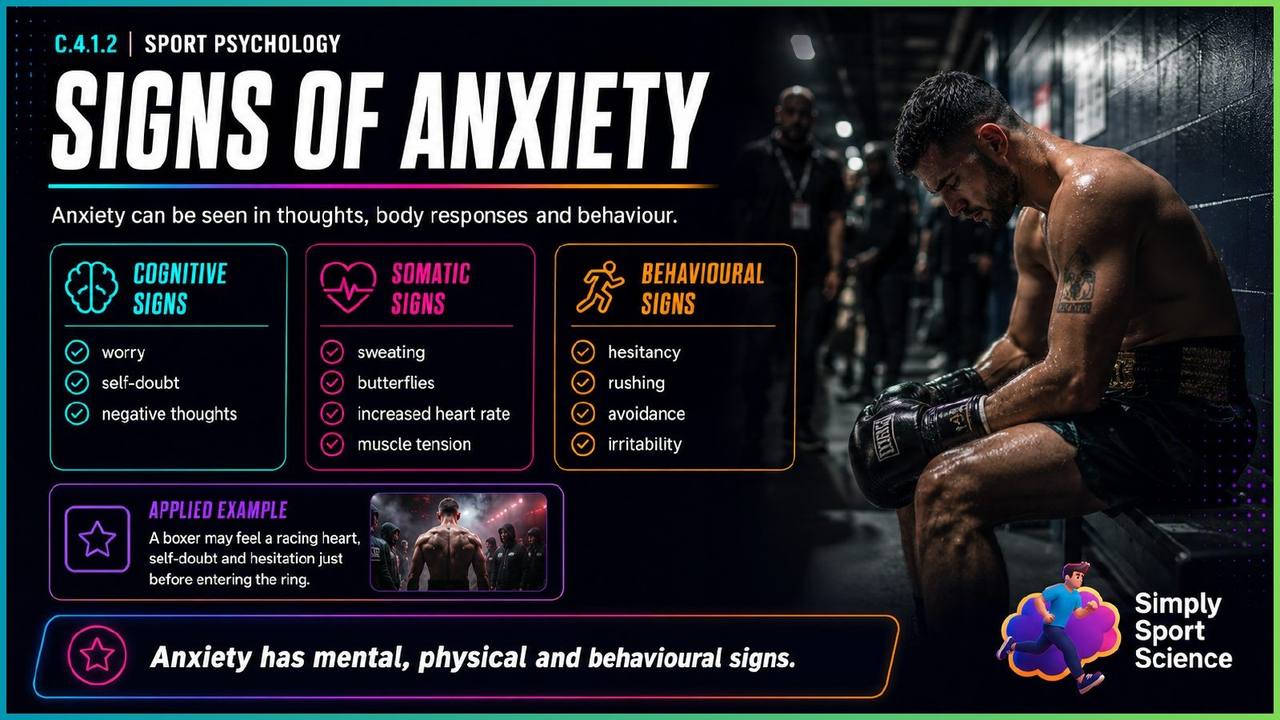 C.4.1.2 | SPORT PSYCHOLOGY
SIGNS OF ANXIETY
Anxiety can be seen in thoughts, body responses and behaviour.
COGNITIVE
SIGNS
worry
self-doubt
negative thoughts
SOMATIC
SIGNS
sweating
butterflies
increased heart rate
muscle tension
BEHAVIOURAL
SIGNS
hesitancy
rushing
avoidance
irritability
APPLIED EXAMPLE
A boxer may feel a racing heart,
self-doubt and hesitation just
before entering the ring.
Anxiety has mental, physical and behavioural signs.
Simply
Sport
Science